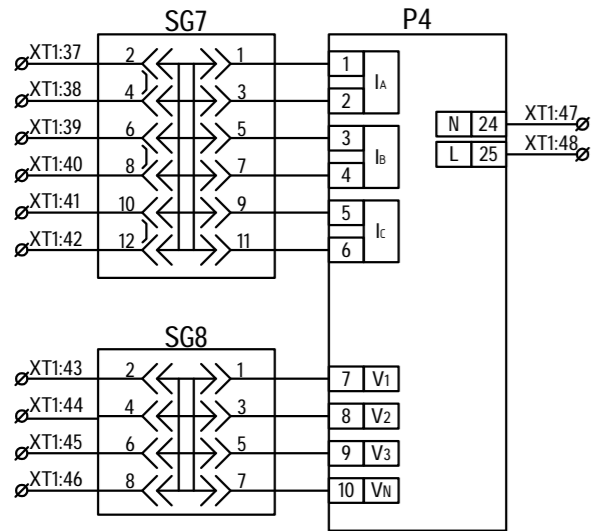 SG7 P4
XT1:37 2 1 1 IA
XT1:38 4 3 2
N 24 XT1:47
XT1:39 6 5 3 IB
L 25 XT1:48
XT1:40 8 7 4
XT1:41 10 9 5 IC
XT1:42 12 11 6
SG8
XT1:43 2 1 7 V1
XT1:44 4 3 8 V2
XT1:45 6 5 9 V3
XT1:46 8 7 10 VN